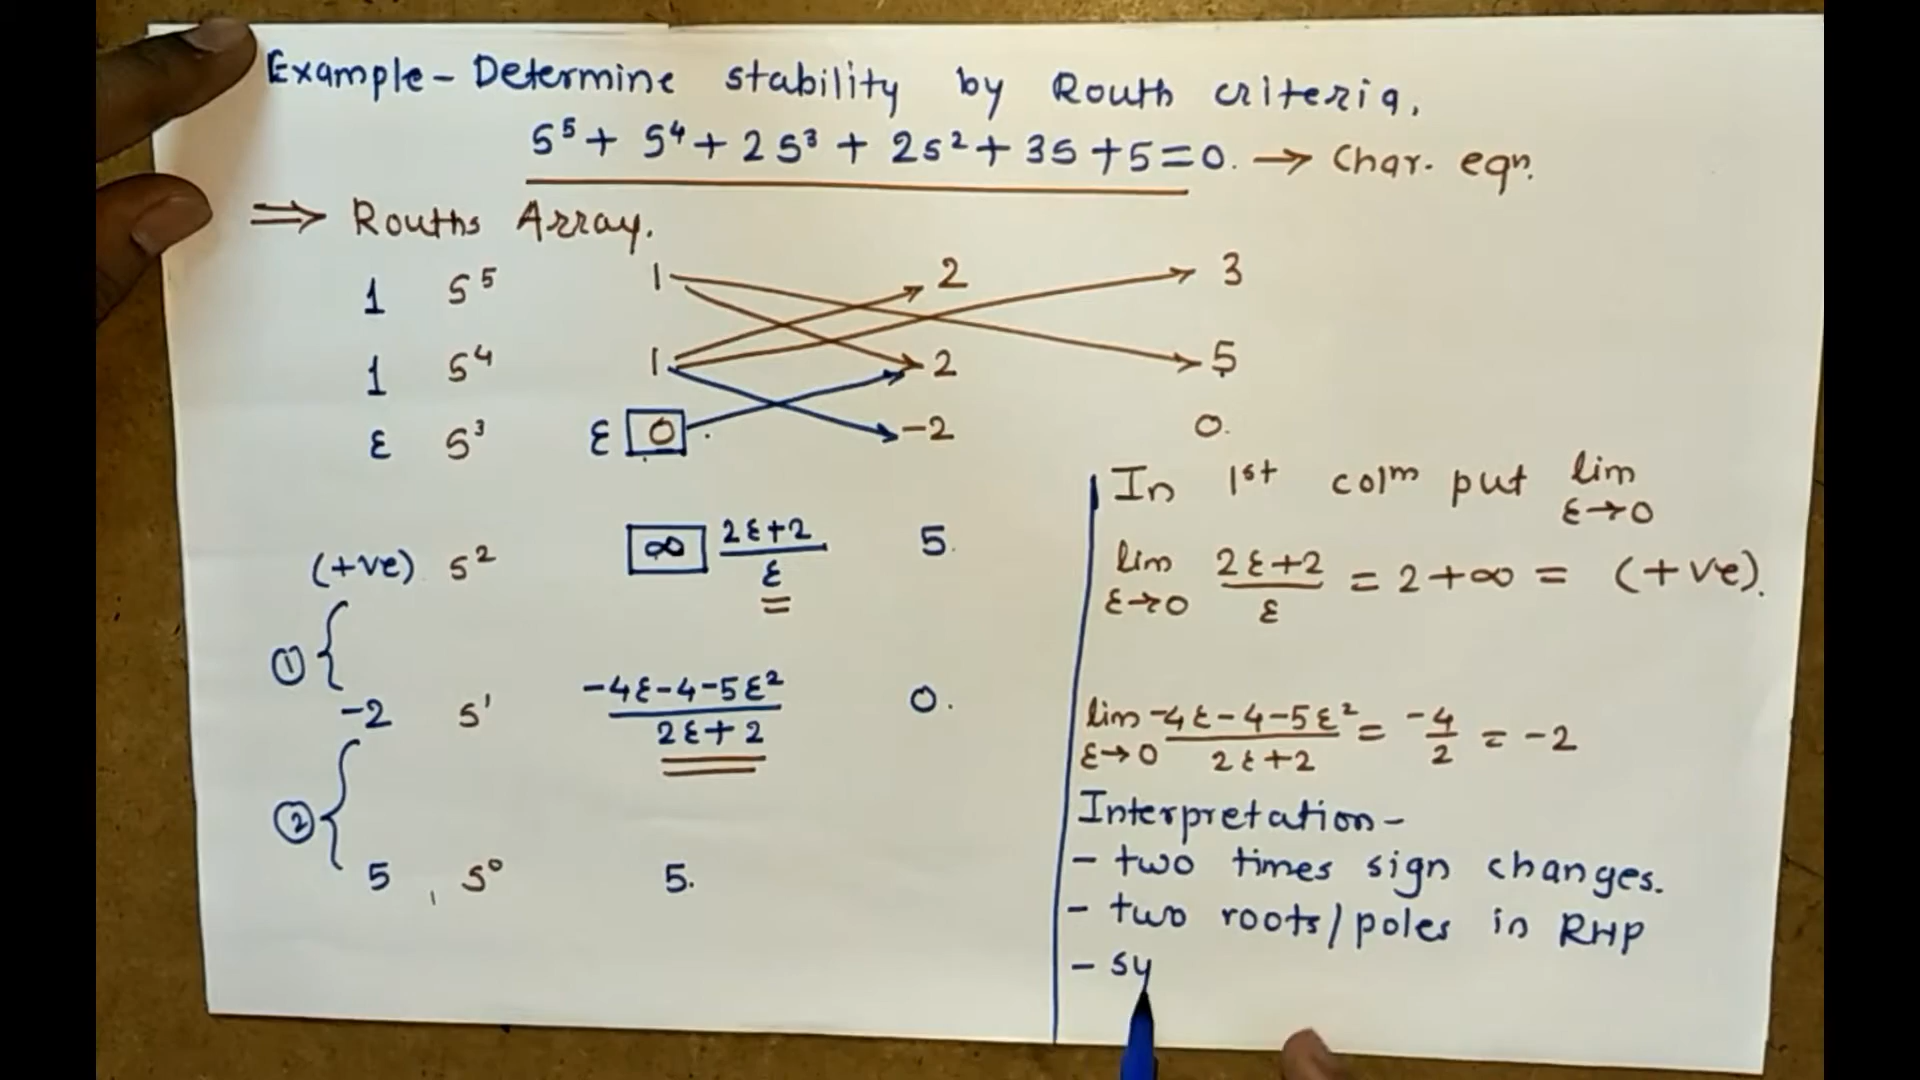 Example - Determine stability by Routh criteria.
S⁵ + S⁴ + 2S³ + 2S² + 3S + 5 = 0. → Char. eqⁿ.
⇒ Rouths Array.
1 S⁵ 1 2 3
1 S⁴ 1 2 5
ε S³ ε 0 -2 0.
(+ve) S² ∞ (2ε+2)/ε 5.
① {
-2 S¹ (-4ε-4-5ε²)/(2ε+2) 0.
② {
5 S⁰ 5.
In 1st colᵐ put lim ε→0
lim ε→0 (2ε+2)/ε = 2+∞ = (+ve).
lim ε→0 (-4ε-4-5ε²)/(2ε+2) = -4/2 = -2
Interpretation -
- two times sign changes.
- two roots/poles in RHP
- sy